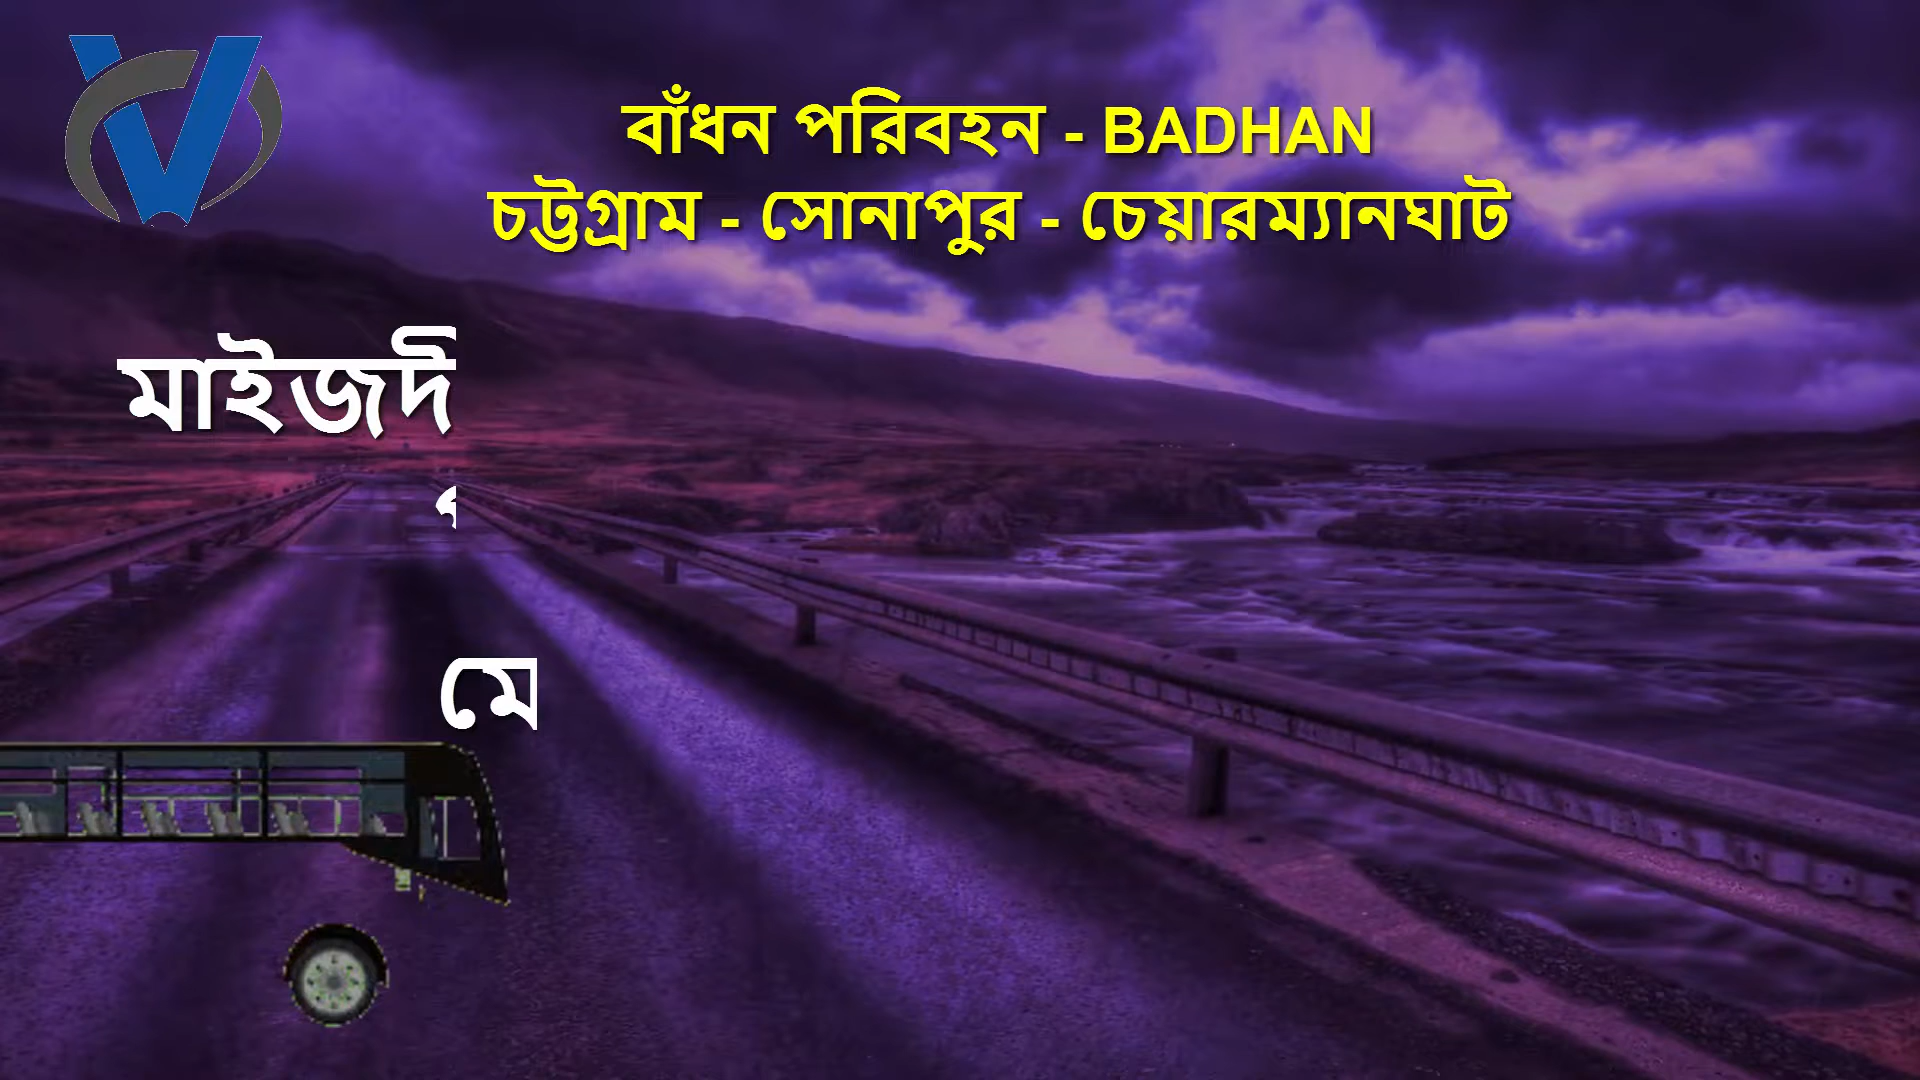 বাঁধন পরিবহন - BADHAN
চট্টগ্রাম - সোনাপুর - চেয়ারম্যানঘাট
মাইজদী
মে